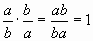 a/b · b/a = ab/ba = 1